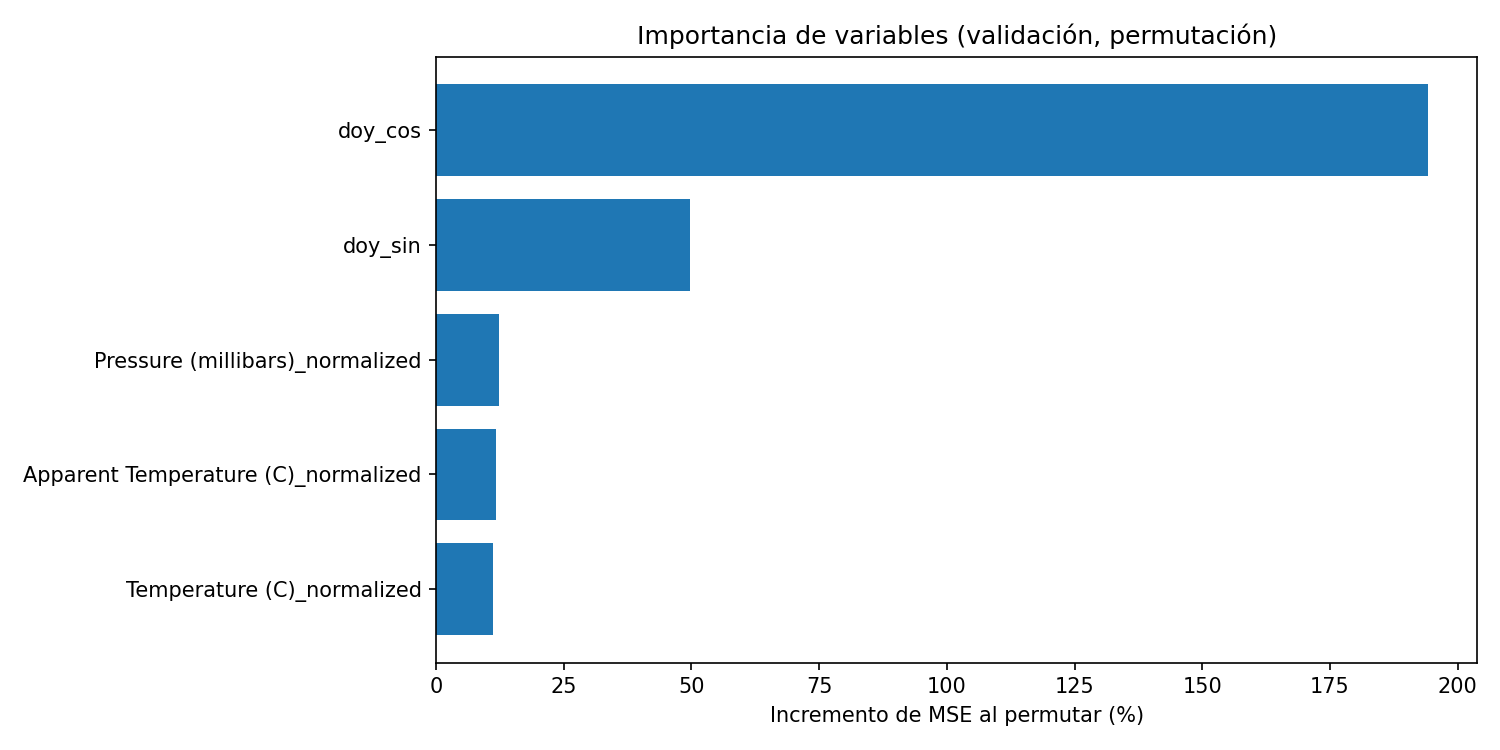 Importancia de variables (validación, permutación)
doy_cos
doy_sin
Pressure (millibars)_normalized
Apparent Temperature (C)_normalized
Temperature (C)_normalized
0 25 50 75 100 125 150 175 200
Incremento de MSE al permutar (%)